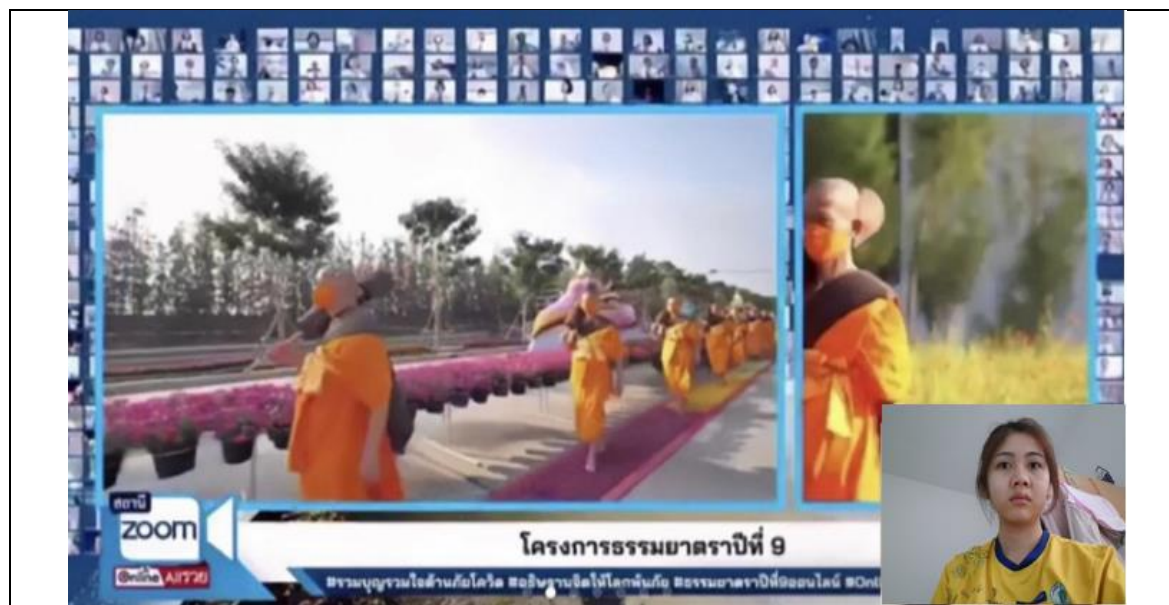 สถานี
zoom
Online Allรวย
โครงการธรรมยาตราปีที่ 9
#รวมบุญรวมใจต้านภัยโควิด #อธิษฐานจิตให้โลกพ้นภัย #ธรรมยาตราปีที่9ออนไลน์ #Onl